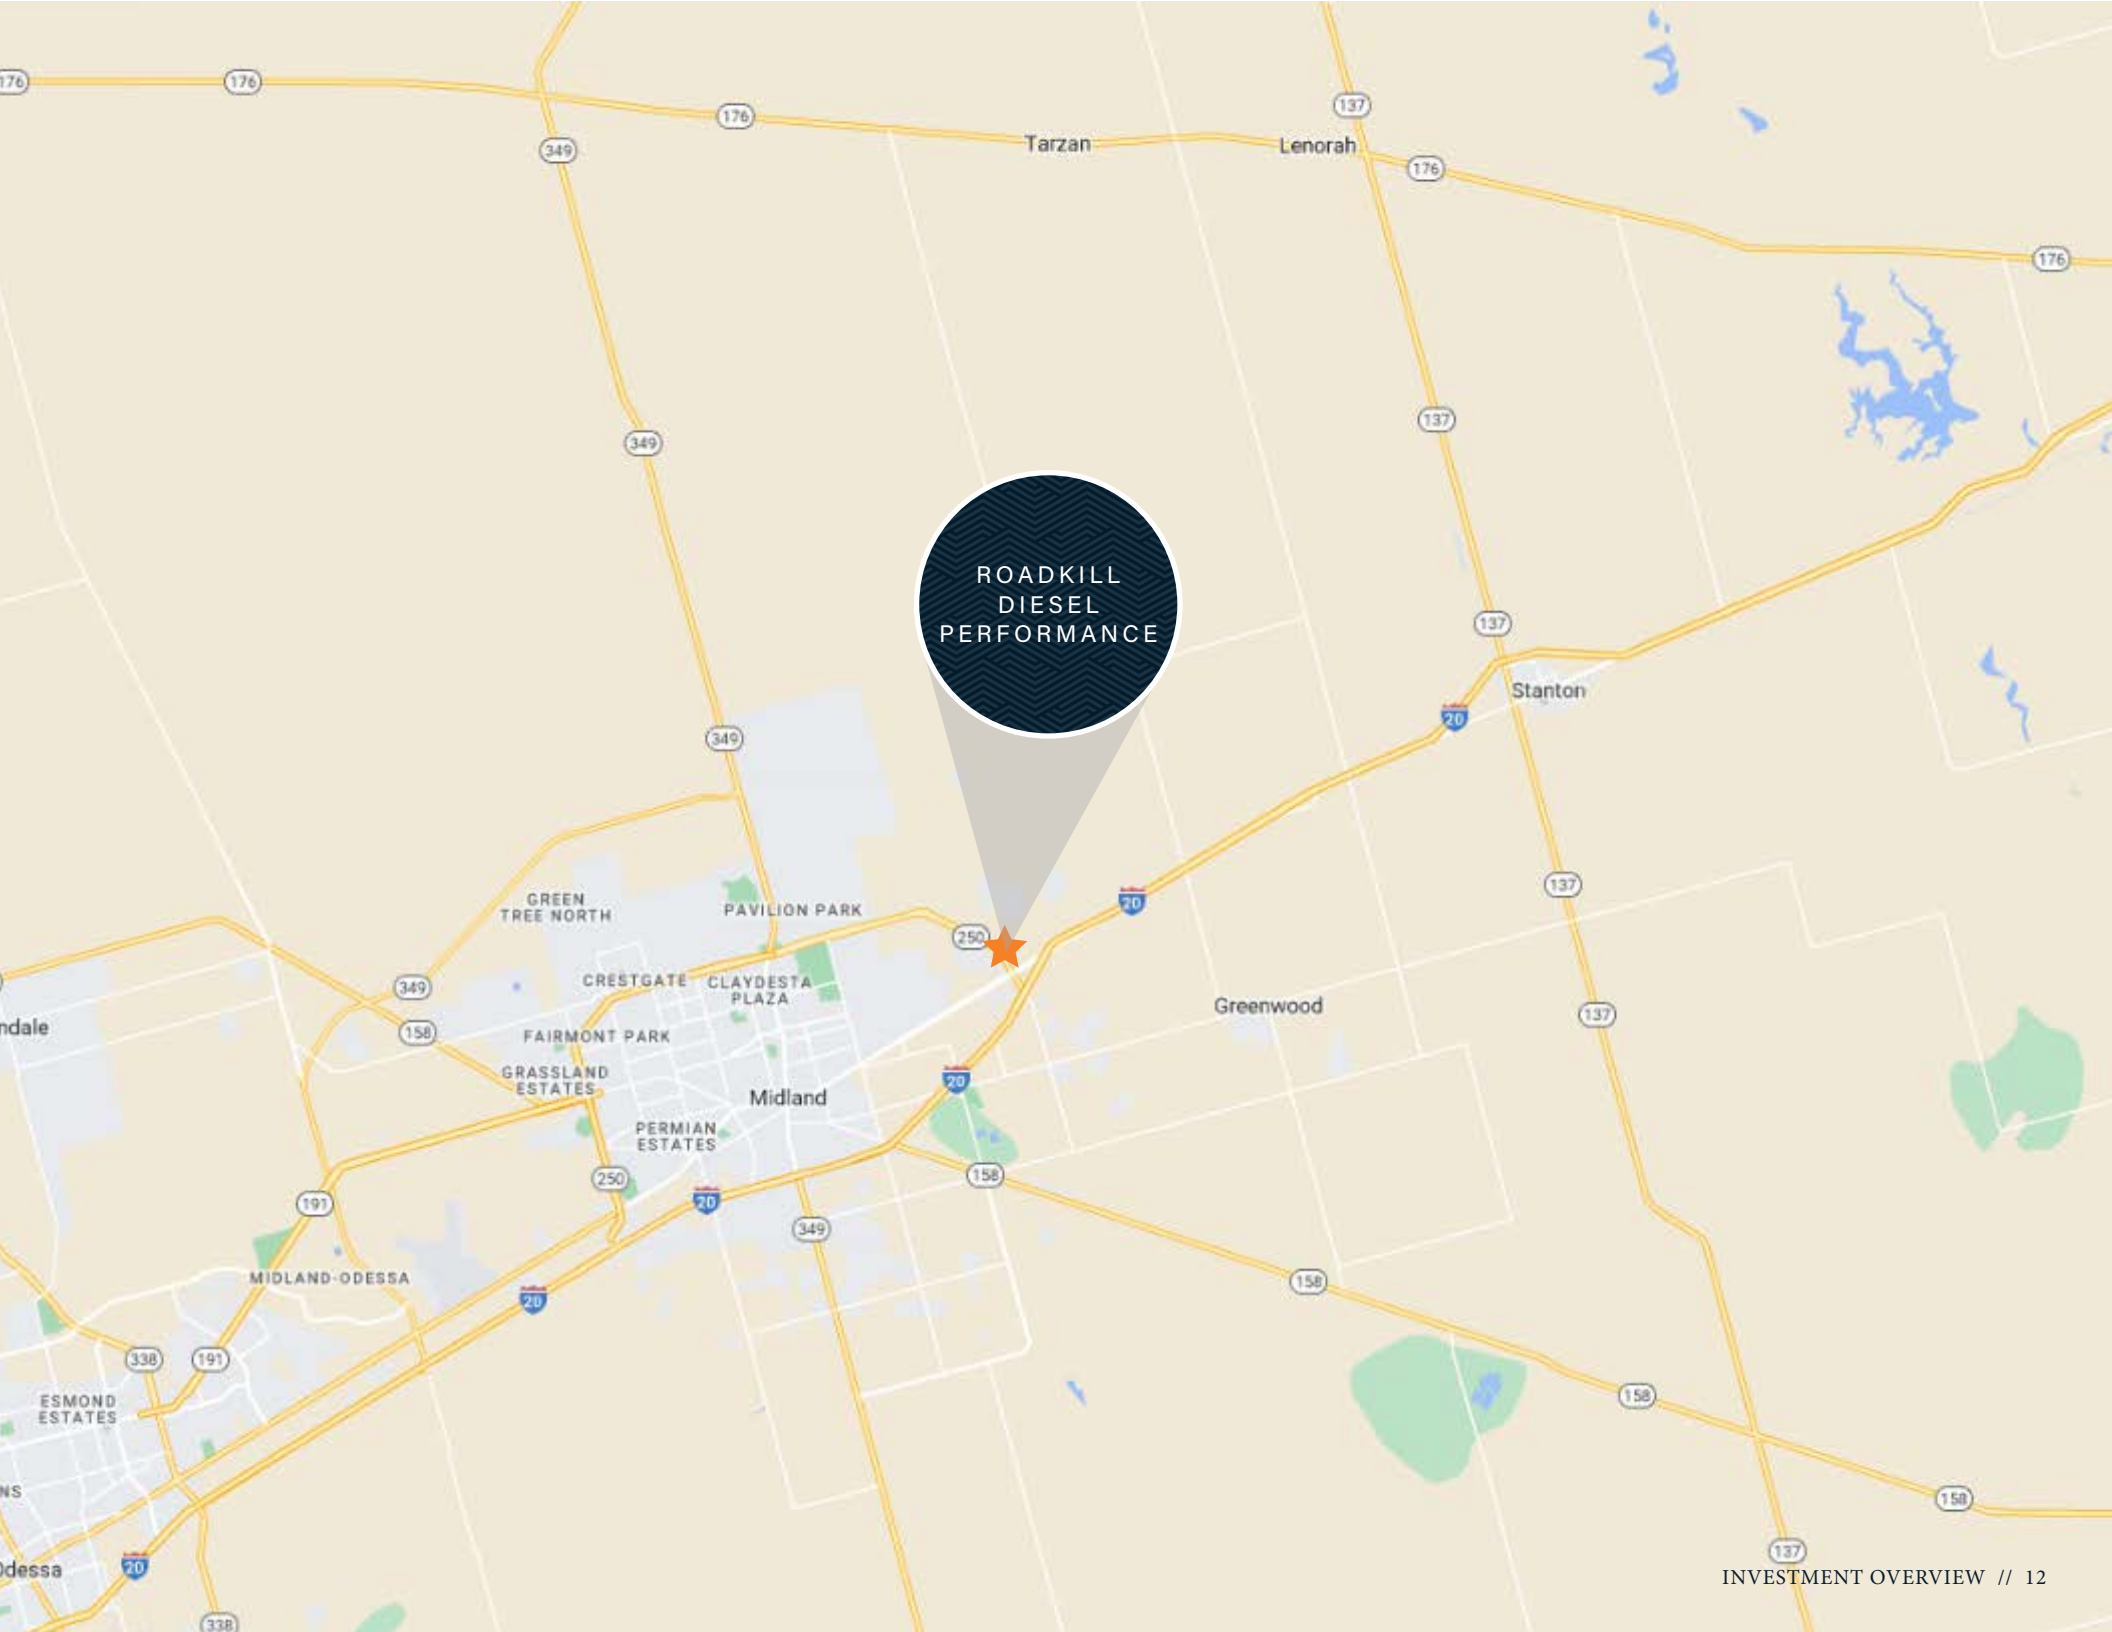 176
176
176
137
349
Tarzan
Lenorah
176
176
137
349
ROADKILL
DIESEL
PERFORMANCE
137
Stanton
20
349
137
GREEN
TREE NORTH
PAVILION PARK
20
250
349
CRESTGATE
CLAYDESTA
PLAZA
Greenwood
137
ndale
158
FAIRMONT PARK
GRASSLAND
ESTATES
20
Midland
PERMIAN
ESTATES
158
250
191
20
349
MIDLAND-ODESSA
158
20
338
191
ESMOND
ESTATES
158
NS
158
137
Odessa
20
INVESTMENT OVERVIEW // 12
338